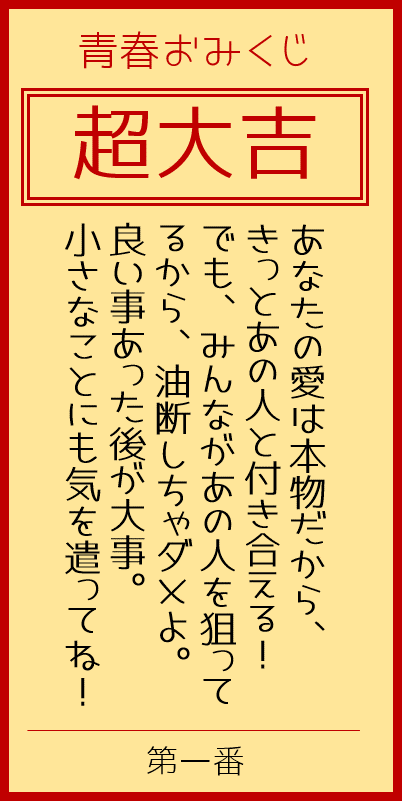 青春おみくじ
超大吉
あなたの愛は本物だから、
きっとあの人と付き合える！
でも、みんながあの人を狙って
るから、油断しちゃダメよ。
良い事あった後が大事。
小さなことにも気を遣ってね！
第一番